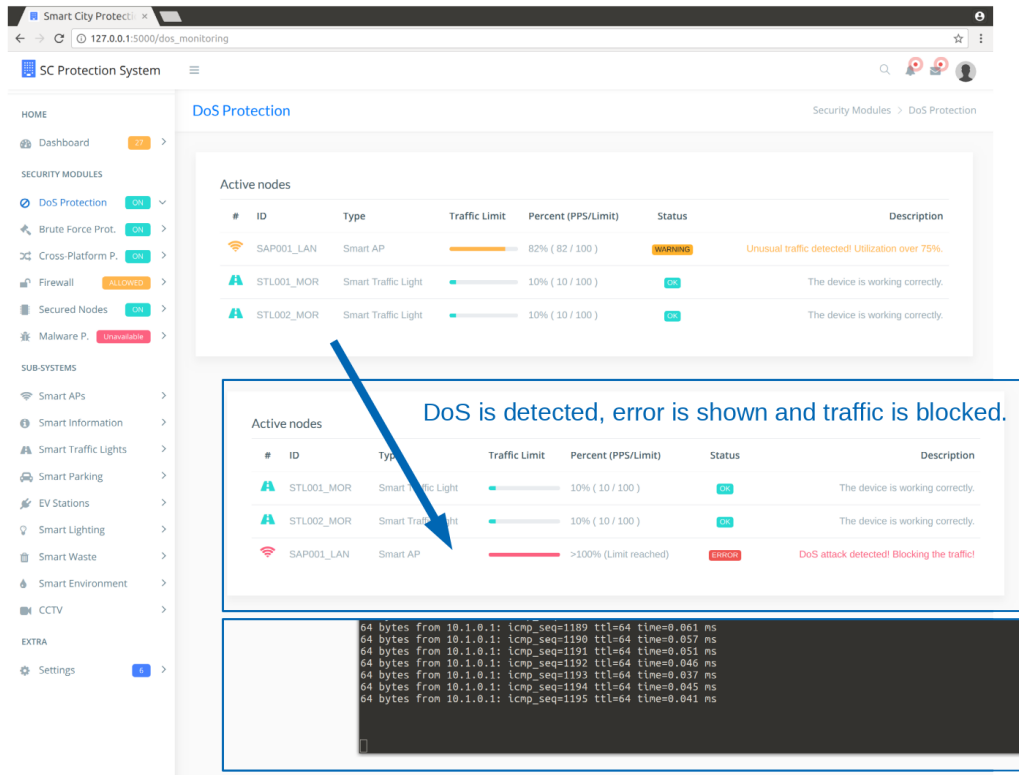 Smart City Protecti ×
127.0.0.1:5000/dos_monitoring
SC Protection System
HOME
Dashboard 27
SECURITY MODULES
DoS Protection ON
Brute Force Prot. ON
Cross-Platform P. ON
Firewall ALLOWED
Secured Nodes ON
Malware P. Unavailable
SUB-SYSTEMS
Smart APs
Smart Information
Smart Traffic Lights
Smart Parking
EV Stations
Smart Lighting
Smart Waste
Smart Environment
CCTV
EXTRA
Settings 6
DoS Protection
Security Modules > DoS Protection
Active nodes
# ID Type Traffic Limit Percent (PPS/Limit) Status Description
SAP001_LAN Smart AP 82% ( 82 / 100 ) WARNING Unusual traffic detected! Utilization over 75%.
STL001_MOR Smart Traffic Light 10% ( 10 / 100 ) OK The device is working correctly.
STL002_MOR Smart Traffic Light 10% ( 10 / 100 ) OK The device is working correctly.
DoS is detected, error is shown and traffic is blocked.
Active nodes
# ID Type Traffic Limit Percent (PPS/Limit) Status Description
STL001_MOR Smart Traffic Light 10% ( 10 / 100 ) OK The device is working correctly.
STL002_MOR Smart Traffic Light 10% ( 10 / 100 ) OK The device is working correctly.
SAP001_LAN Smart AP >100% (Limit reached) ERROR DoS attack detected! Blocking the traffic!
64 bytes from 10.1.0.1: icmp_seq=1189 ttl=64 time=0.061 ms
64 bytes from 10.1.0.1: icmp_seq=1190 ttl=64 time=0.057 ms
64 bytes from 10.1.0.1: icmp_seq=1191 ttl=64 time=0.051 ms
64 bytes from 10.1.0.1: icmp_seq=1192 ttl=64 time=0.046 ms
64 bytes from 10.1.0.1: icmp_seq=1193 ttl=64 time=0.037 ms
64 bytes from 10.1.0.1: icmp_seq=1194 ttl=64 time=0.045 ms
64 bytes from 10.1.0.1: icmp_seq=1195 ttl=64 time=0.041 ms